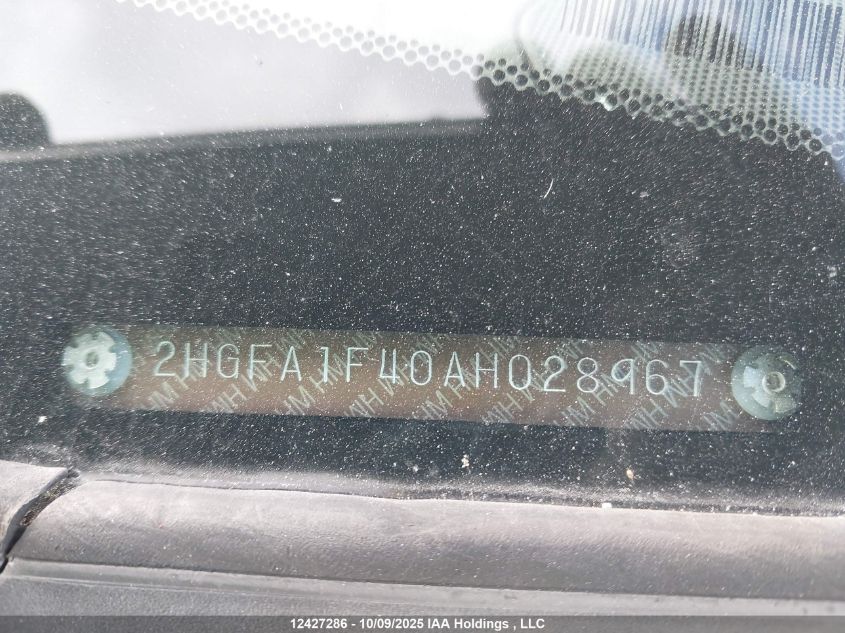 2HGFA1F40AH028967
12427286 - 10/09/2025 IAA Holdings , LLC